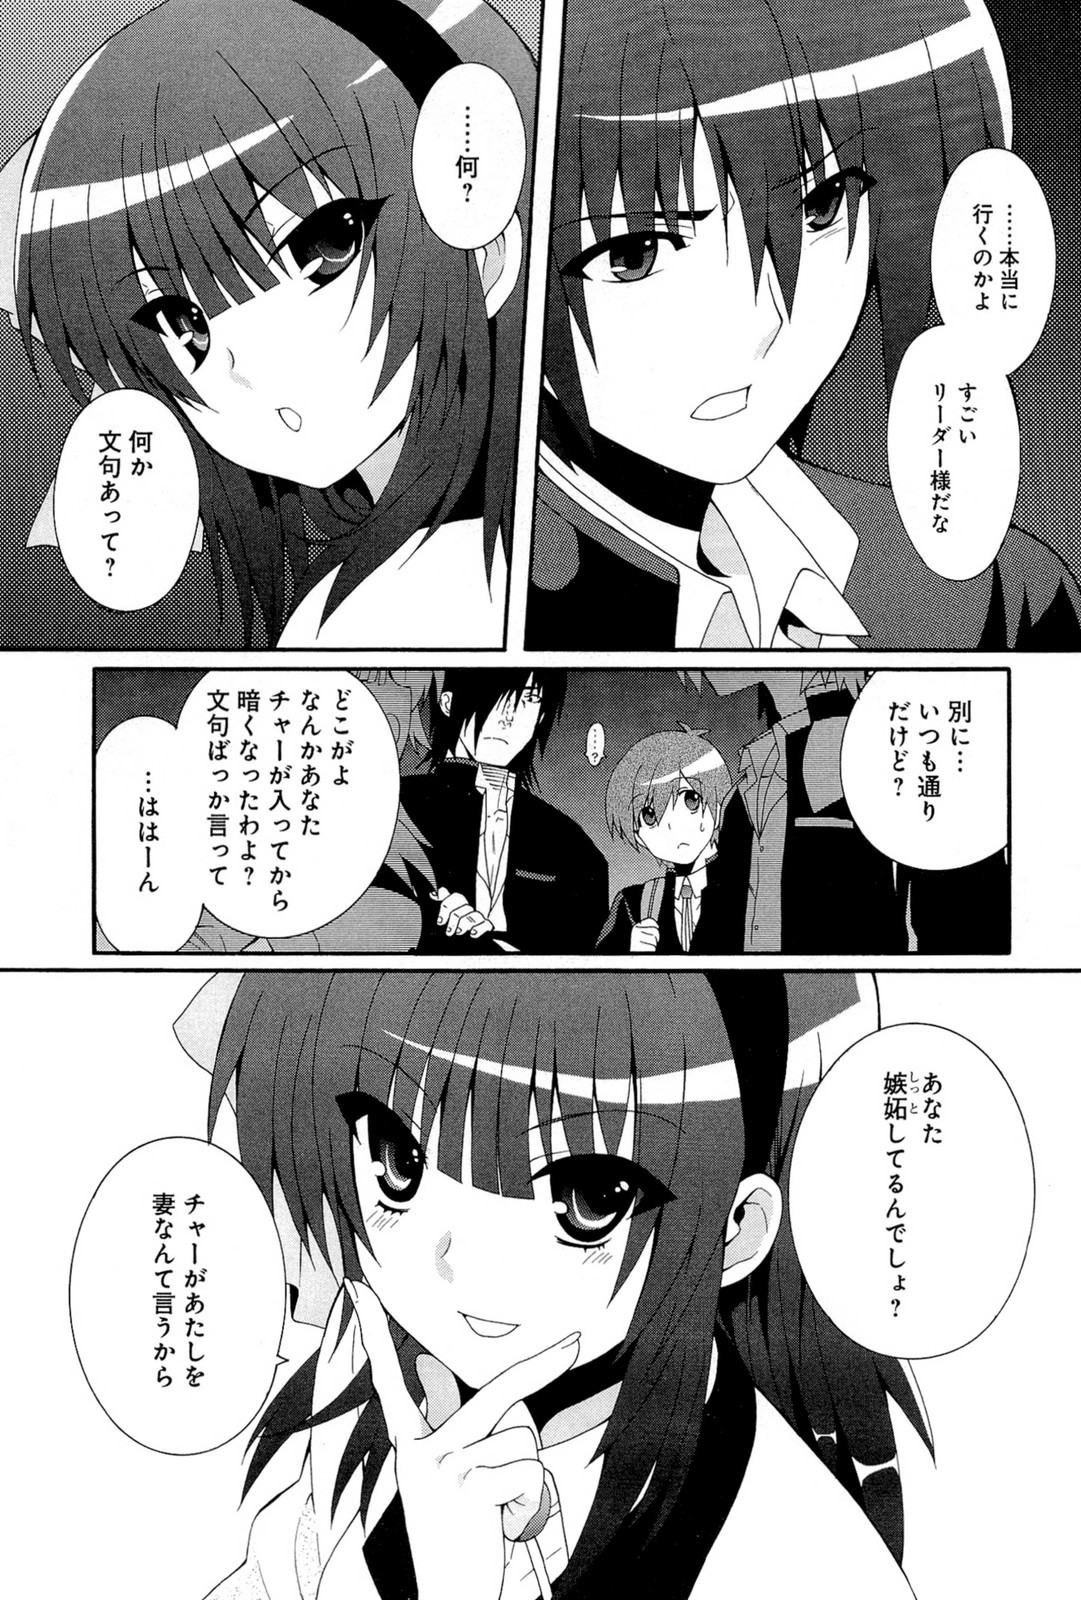 ……本当に
行くのかよ
すごい
リーダー様だな
……何？
何か
文句あって？
別に…
いつも通り
だけど？
……？
どこがよ
なんかあなた
チャーが入ってから
暗くなったわよ？
文句ばっか言って
…ははーん
あなた
嫉妬してるんでしょ？
しっと
チャーがあたしを
妻なんて言うから